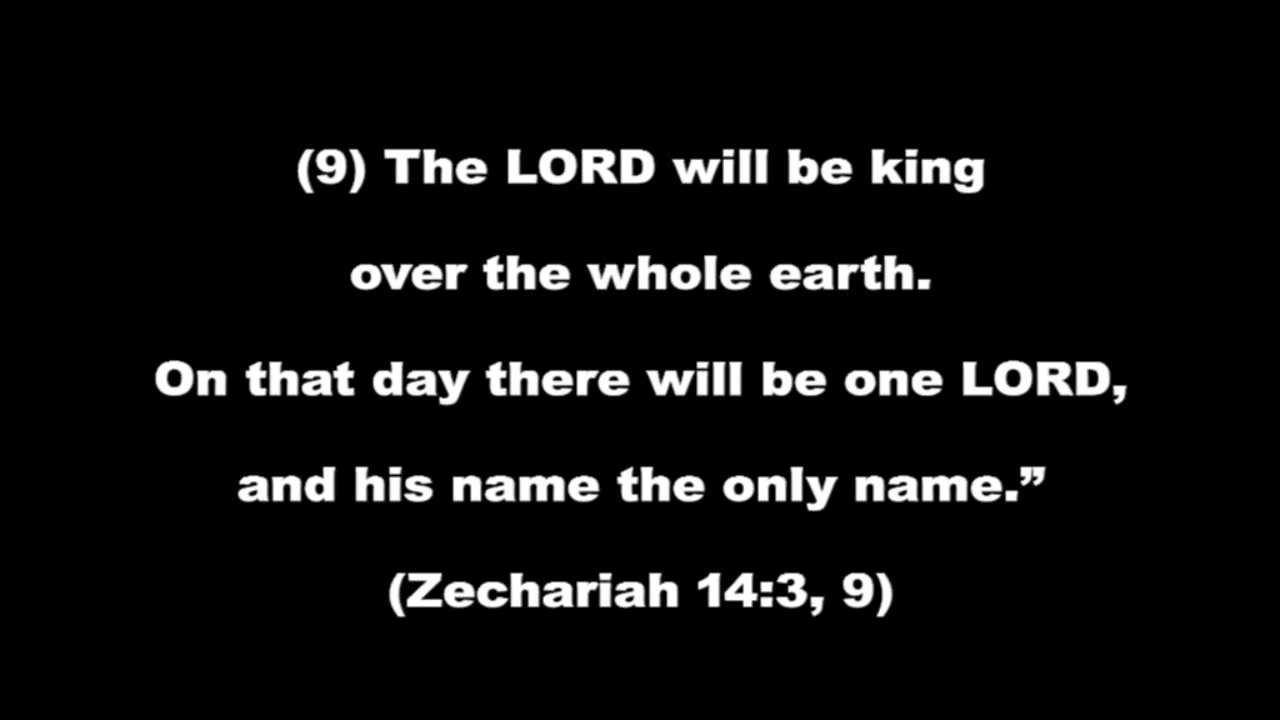 (9) The LORD will be king
over the whole earth.
On that day there will be one LORD,
and his name the only name.”
(Zechariah 14:3, 9)